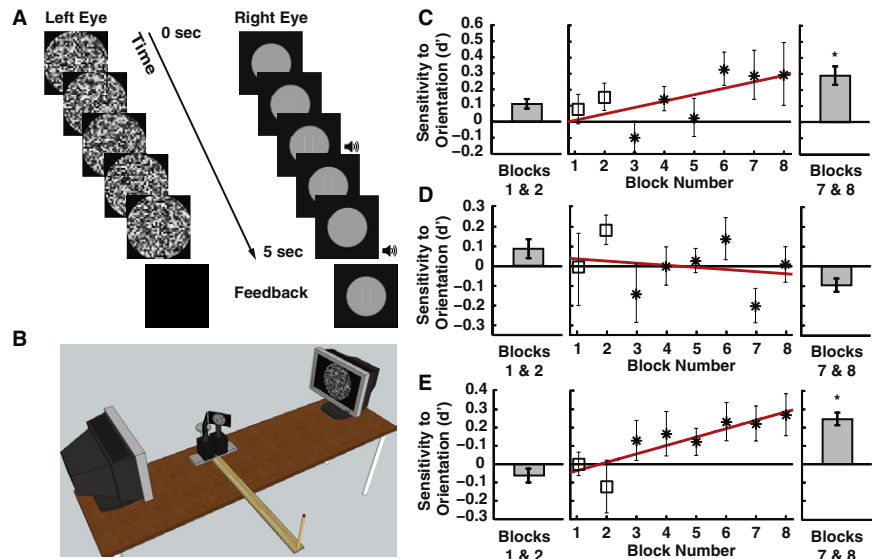 A
Left Eye
Right Eye
Time
0 sec
5 sec
Feedback
B
C
Sensitivity to
Orientation (d')
0.6
0.5
0.4
0.3
0.2
0.1
0
−0.1
0.2
Blocks
1 & 2
1 2 3 4 5 6 7 8
Block Number
*
Blocks
7 & 8
D
Sensitivity to
Orientation (d')
0.3
0.2
0.1
0
−0.1
0.2
−0.3
Blocks
1 & 2
1 2 3 4 5 6 7 8
Block Number
Blocks
7 & 8
E
Sensitivity to
Orientation (d')
0.4
0.3
0.2
−0.1
0
0.1
0.2
0.3
Blocks
1 & 2
1 2 3 4 5 6 7 8
Block Number
*
Blocks
7 & 8